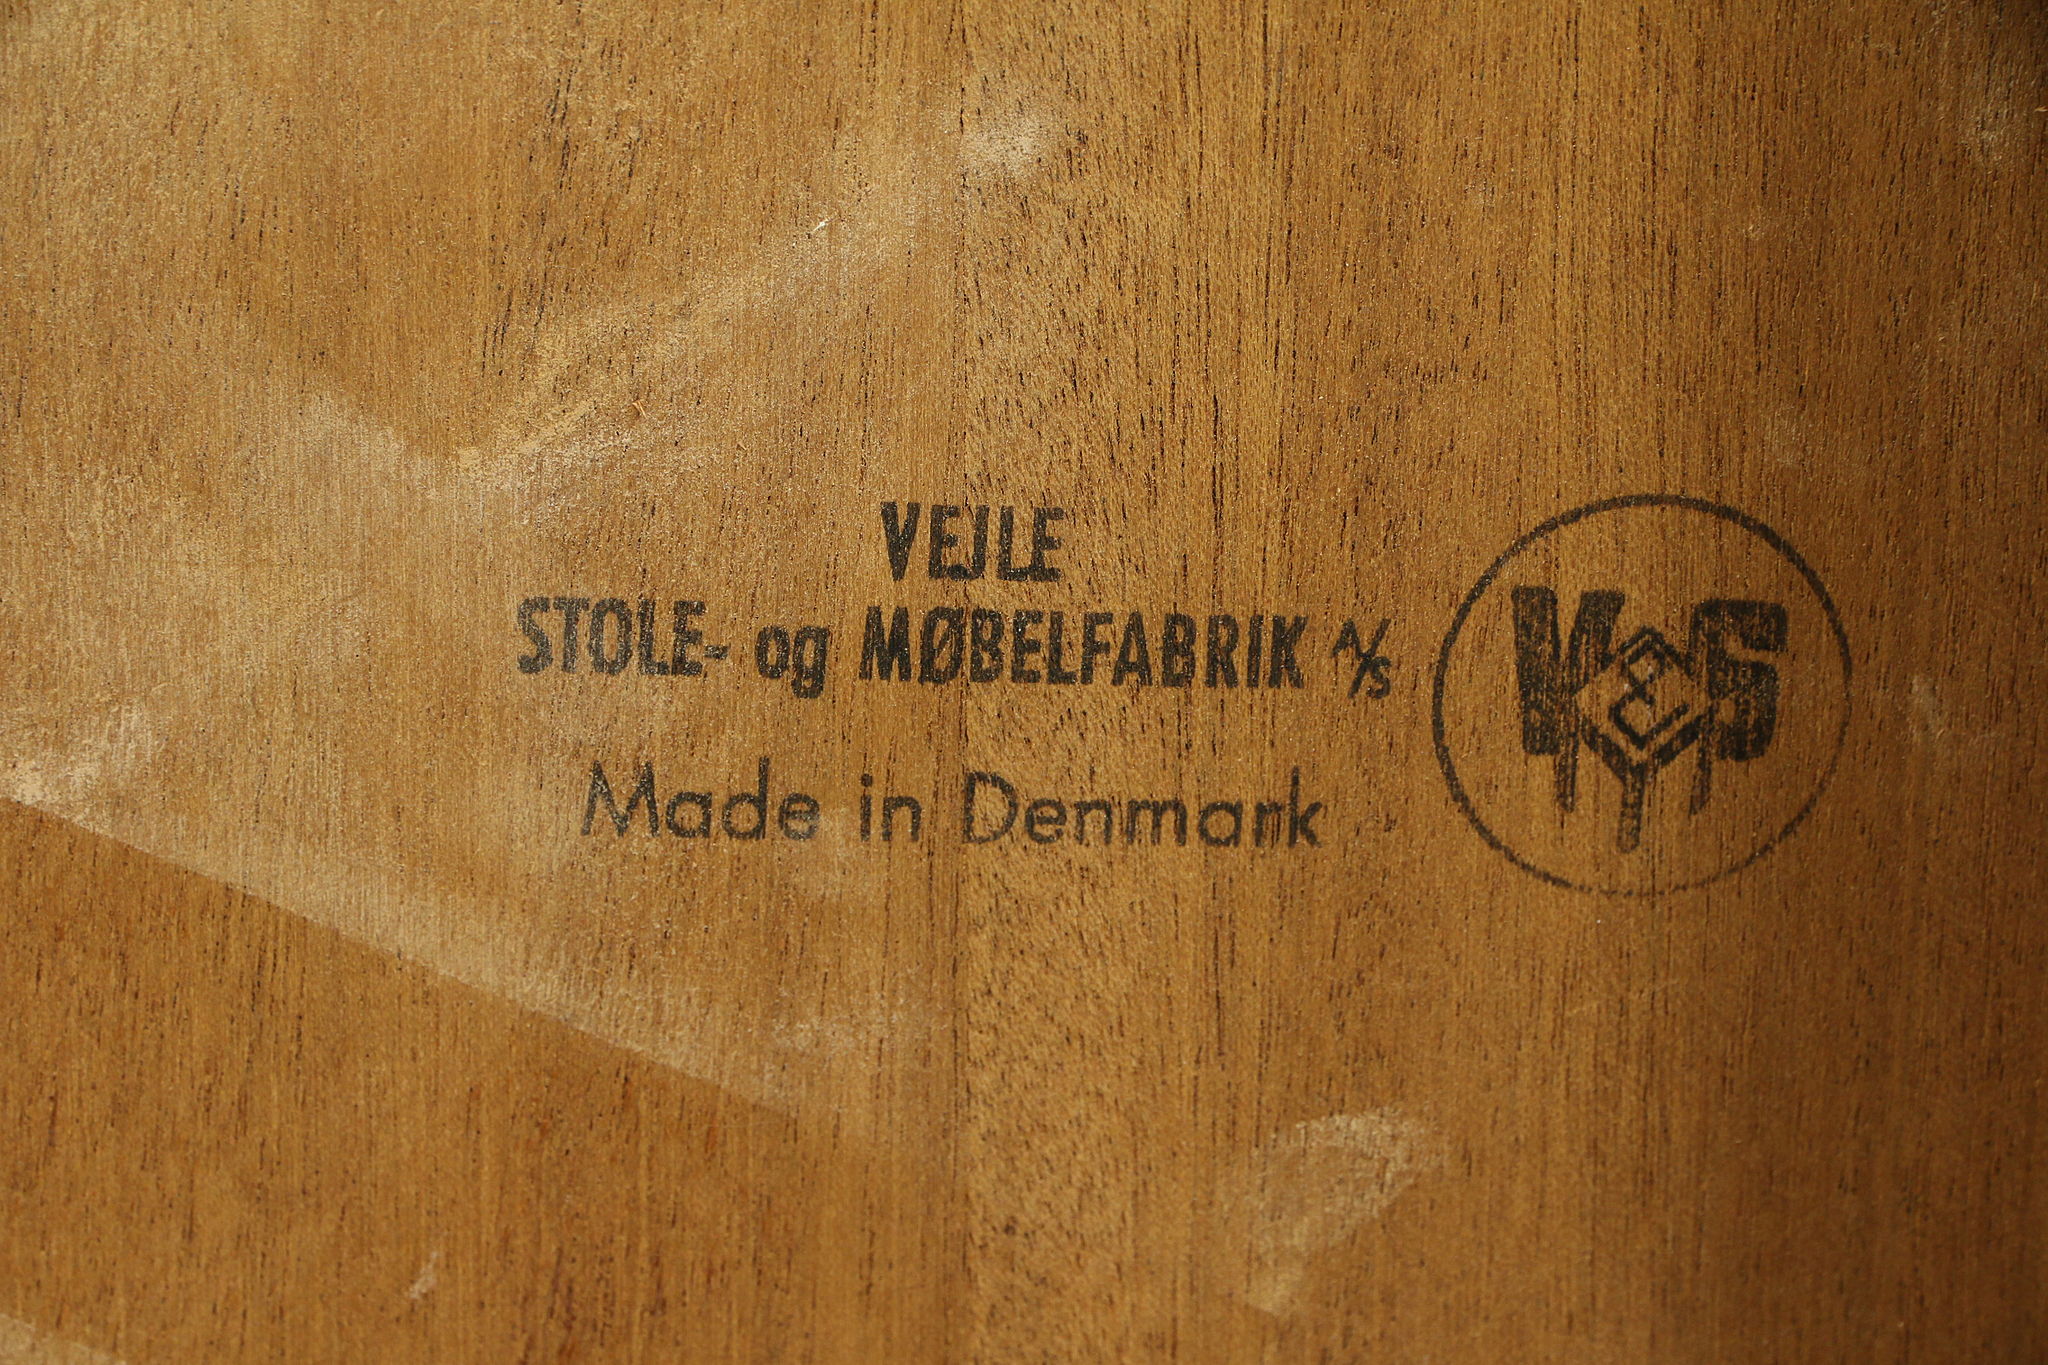 VEJLE
STOLE- og MØBELFABRIK A/S
Made in Denmark
V S